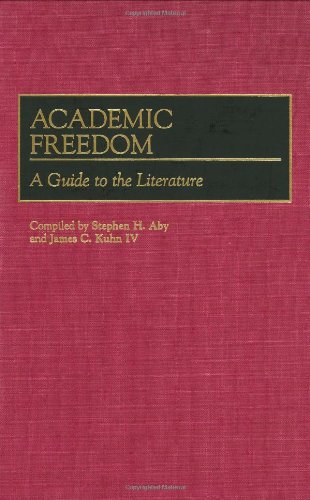 ACADEMIC
FREEDOM
A Guide to the Literature
Compiled by Stephen H. Aby
and James C. Kuhn IV